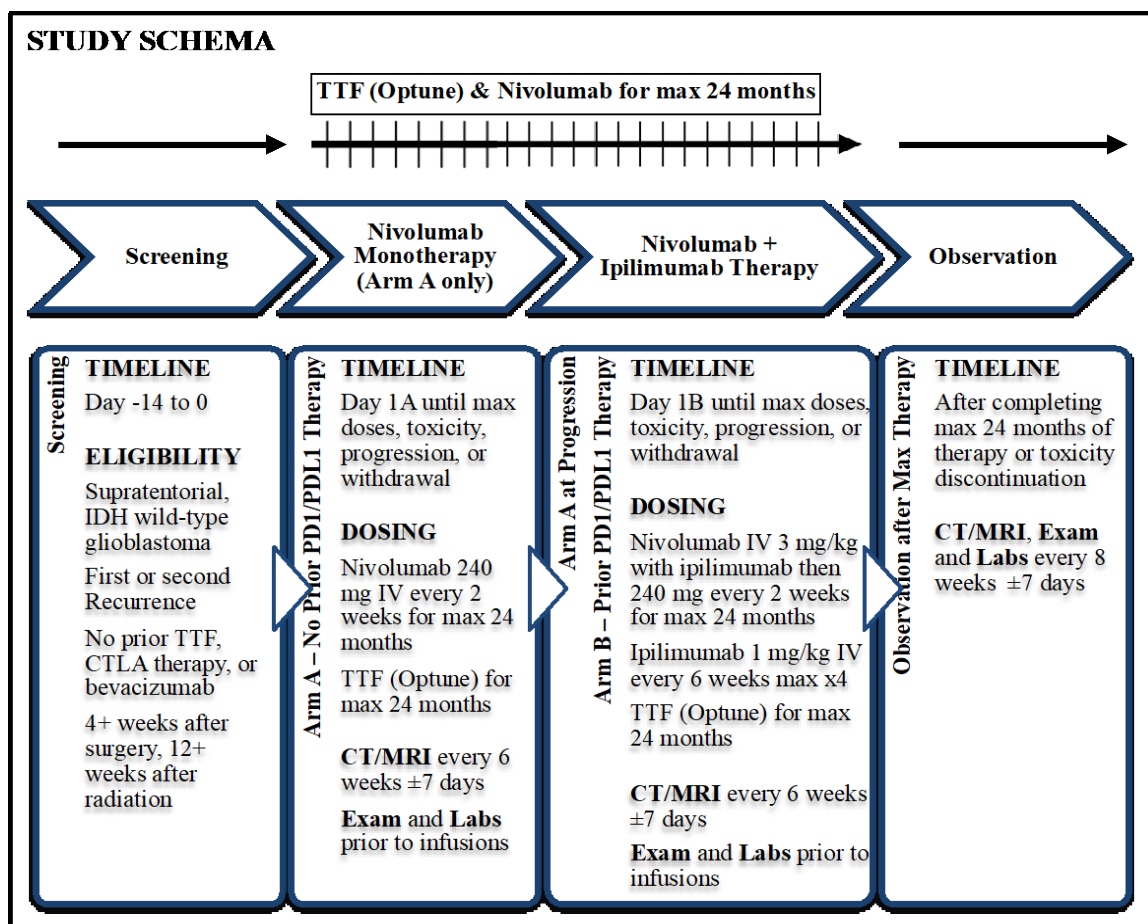 STUDY SCHEMA
TTF (Optune) & Nivolumab for max 24 months
Screening
Nivolumab
Monotherapy
(Arm A only)
Nivolumab +
Ipilimumab Therapy
Observation
Screening
TIMELINE
Day -14 to 0
ELIGIBILITY
Supratentorial,
IDH wild-type
glioblastoma
First or second
Recurrence
No prior TTF,
CTLA therapy, or
bevacizumab
4+ weeks after
surgery, 12+
weeks after
radiation
Arm A – No Prior PD1/PDL1 Therapy
TIMELINE
Day 1A until max
doses, toxicity,
progression, or
withdrawal
DOSING
Nivolumab 240
mg IV every 2
weeks for max 24
months
TTF (Optune) for
max 24 months
CT/MRI every 6
weeks ±7 days
Exam and Labs
prior to infusions
Arm A at Progression
Arm B – Prior PD1/PDL1 Therapy
TIMELINE
Day 1B until max doses,
toxicity, progression, or
withdrawal
DOSING
Nivolumab IV 3 mg/kg
with ipilimumab then
240 mg every 2 weeks
for max 24 months
Ipilimumab 1 mg/kg IV
every 6 weeks max x4
TTF (Optune) for max
24 months
CT/MRI every 6 weeks
±7 days
Exam and Labs prior to
infusions
Observation after Max Therapy
TIMELINE
After completing
max 24 months of
therapy or toxicity
discontinuation
CT/MRI, Exam
and Labs every 8
weeks ±7 days